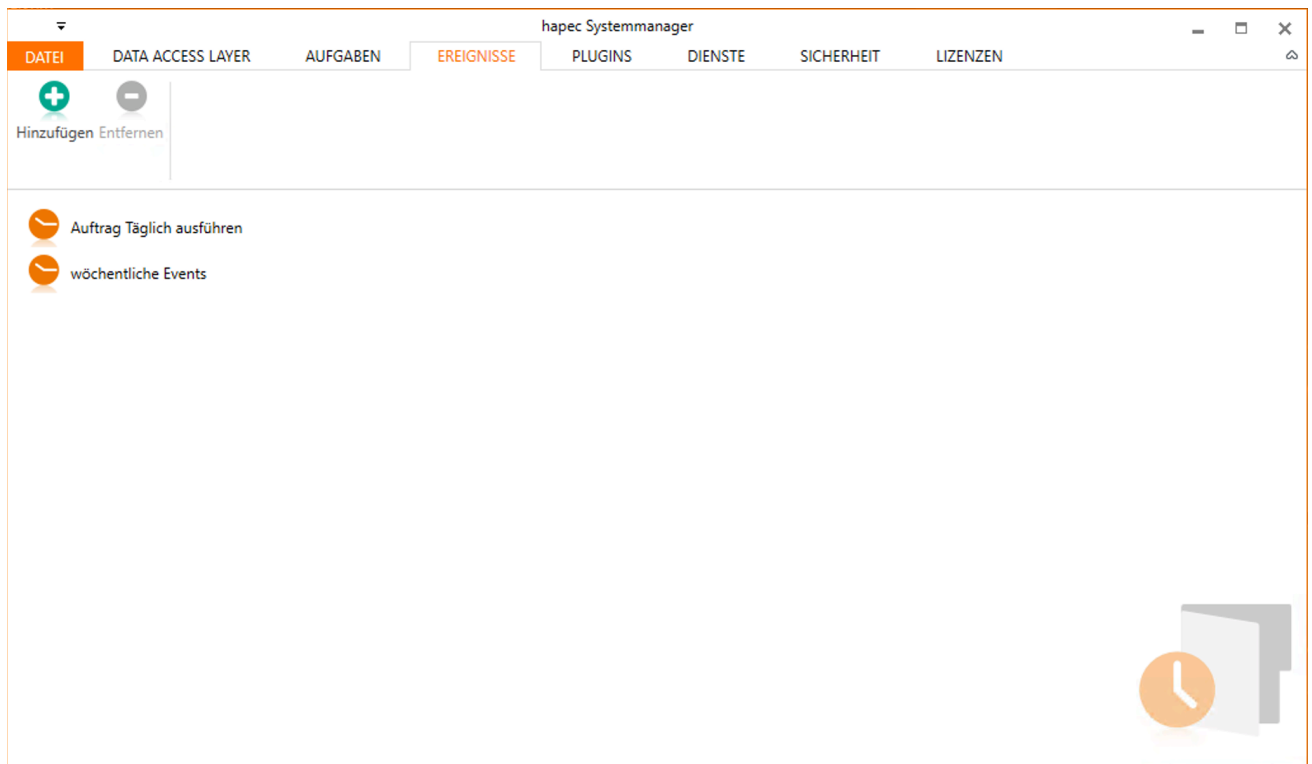 hapec Systemmanager
DATEI DATA ACCESS LAYER AUFGABEN EREIGNISSE PLUGINS DIENSTE SICHERHEIT LIZENZEN
Hinzufügen Entfernen
Auftrag Täglich ausführen
wöchentliche Events